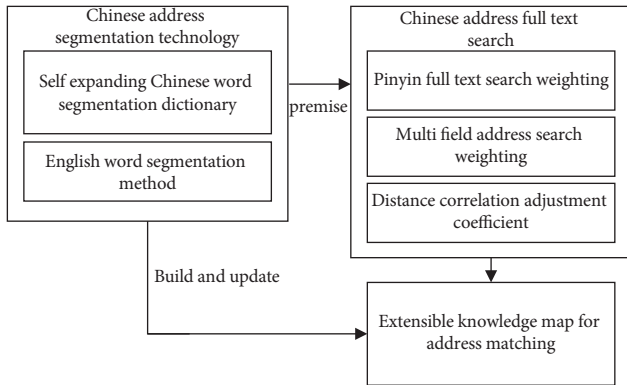 Chinese address
segmentation technology
Self expanding Chinese word
segmentation dictionary
English word segmentation
method
premise
Chinese address full text
search
Pinyin full text search weighting
Multi field address search
weighting
Distance correlation adjustment
coefficient
Build and update
Extensible knowledge map for
address matching